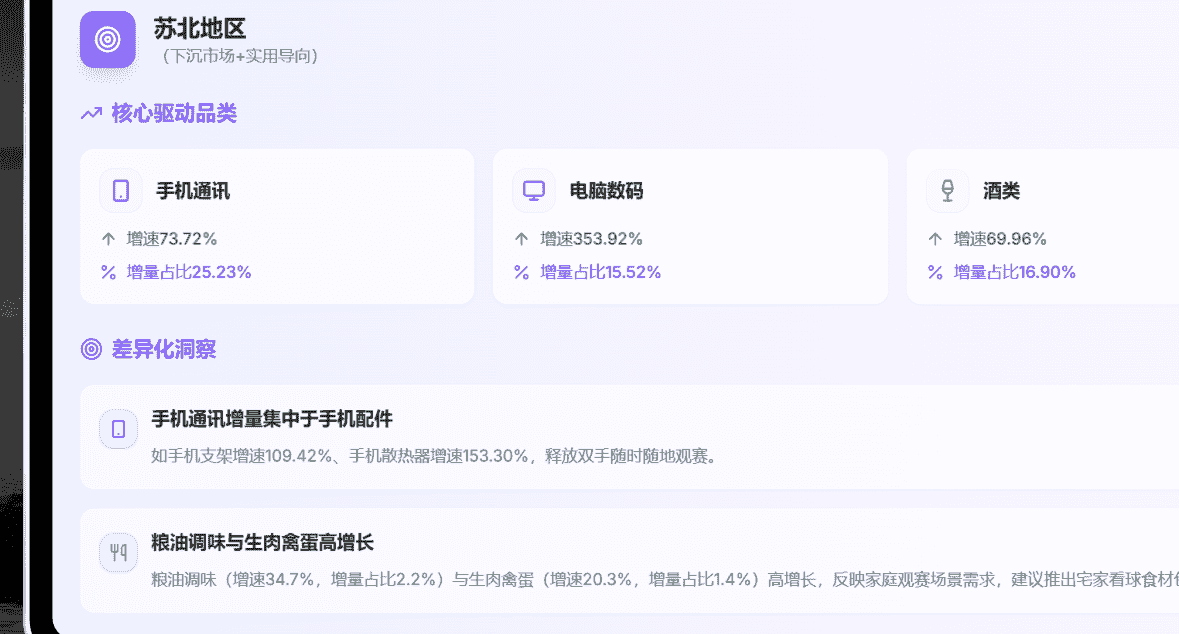 苏北地区
（下沉市场+实用导向）
核心驱动品类
手机通讯
增速73.72%
增量占比25.23%
电脑数码
增速353.92%
增量占比15.52%
酒类
增速69.96%
增量占比16.90%
差异化洞察
手机通讯增量集中于手机配件
如手机支架增速109.42%、手机散热器增速153.30%，释放双手随时随地观赛。
粮油调味与生肉禽蛋高增长
粮油调味（增速34.7%，增量占比2.2%）与生肉禽蛋（增速20.3%，增量占比1.4%）高增长，反映家庭观赛场景需求，建议推出宅家看球食材